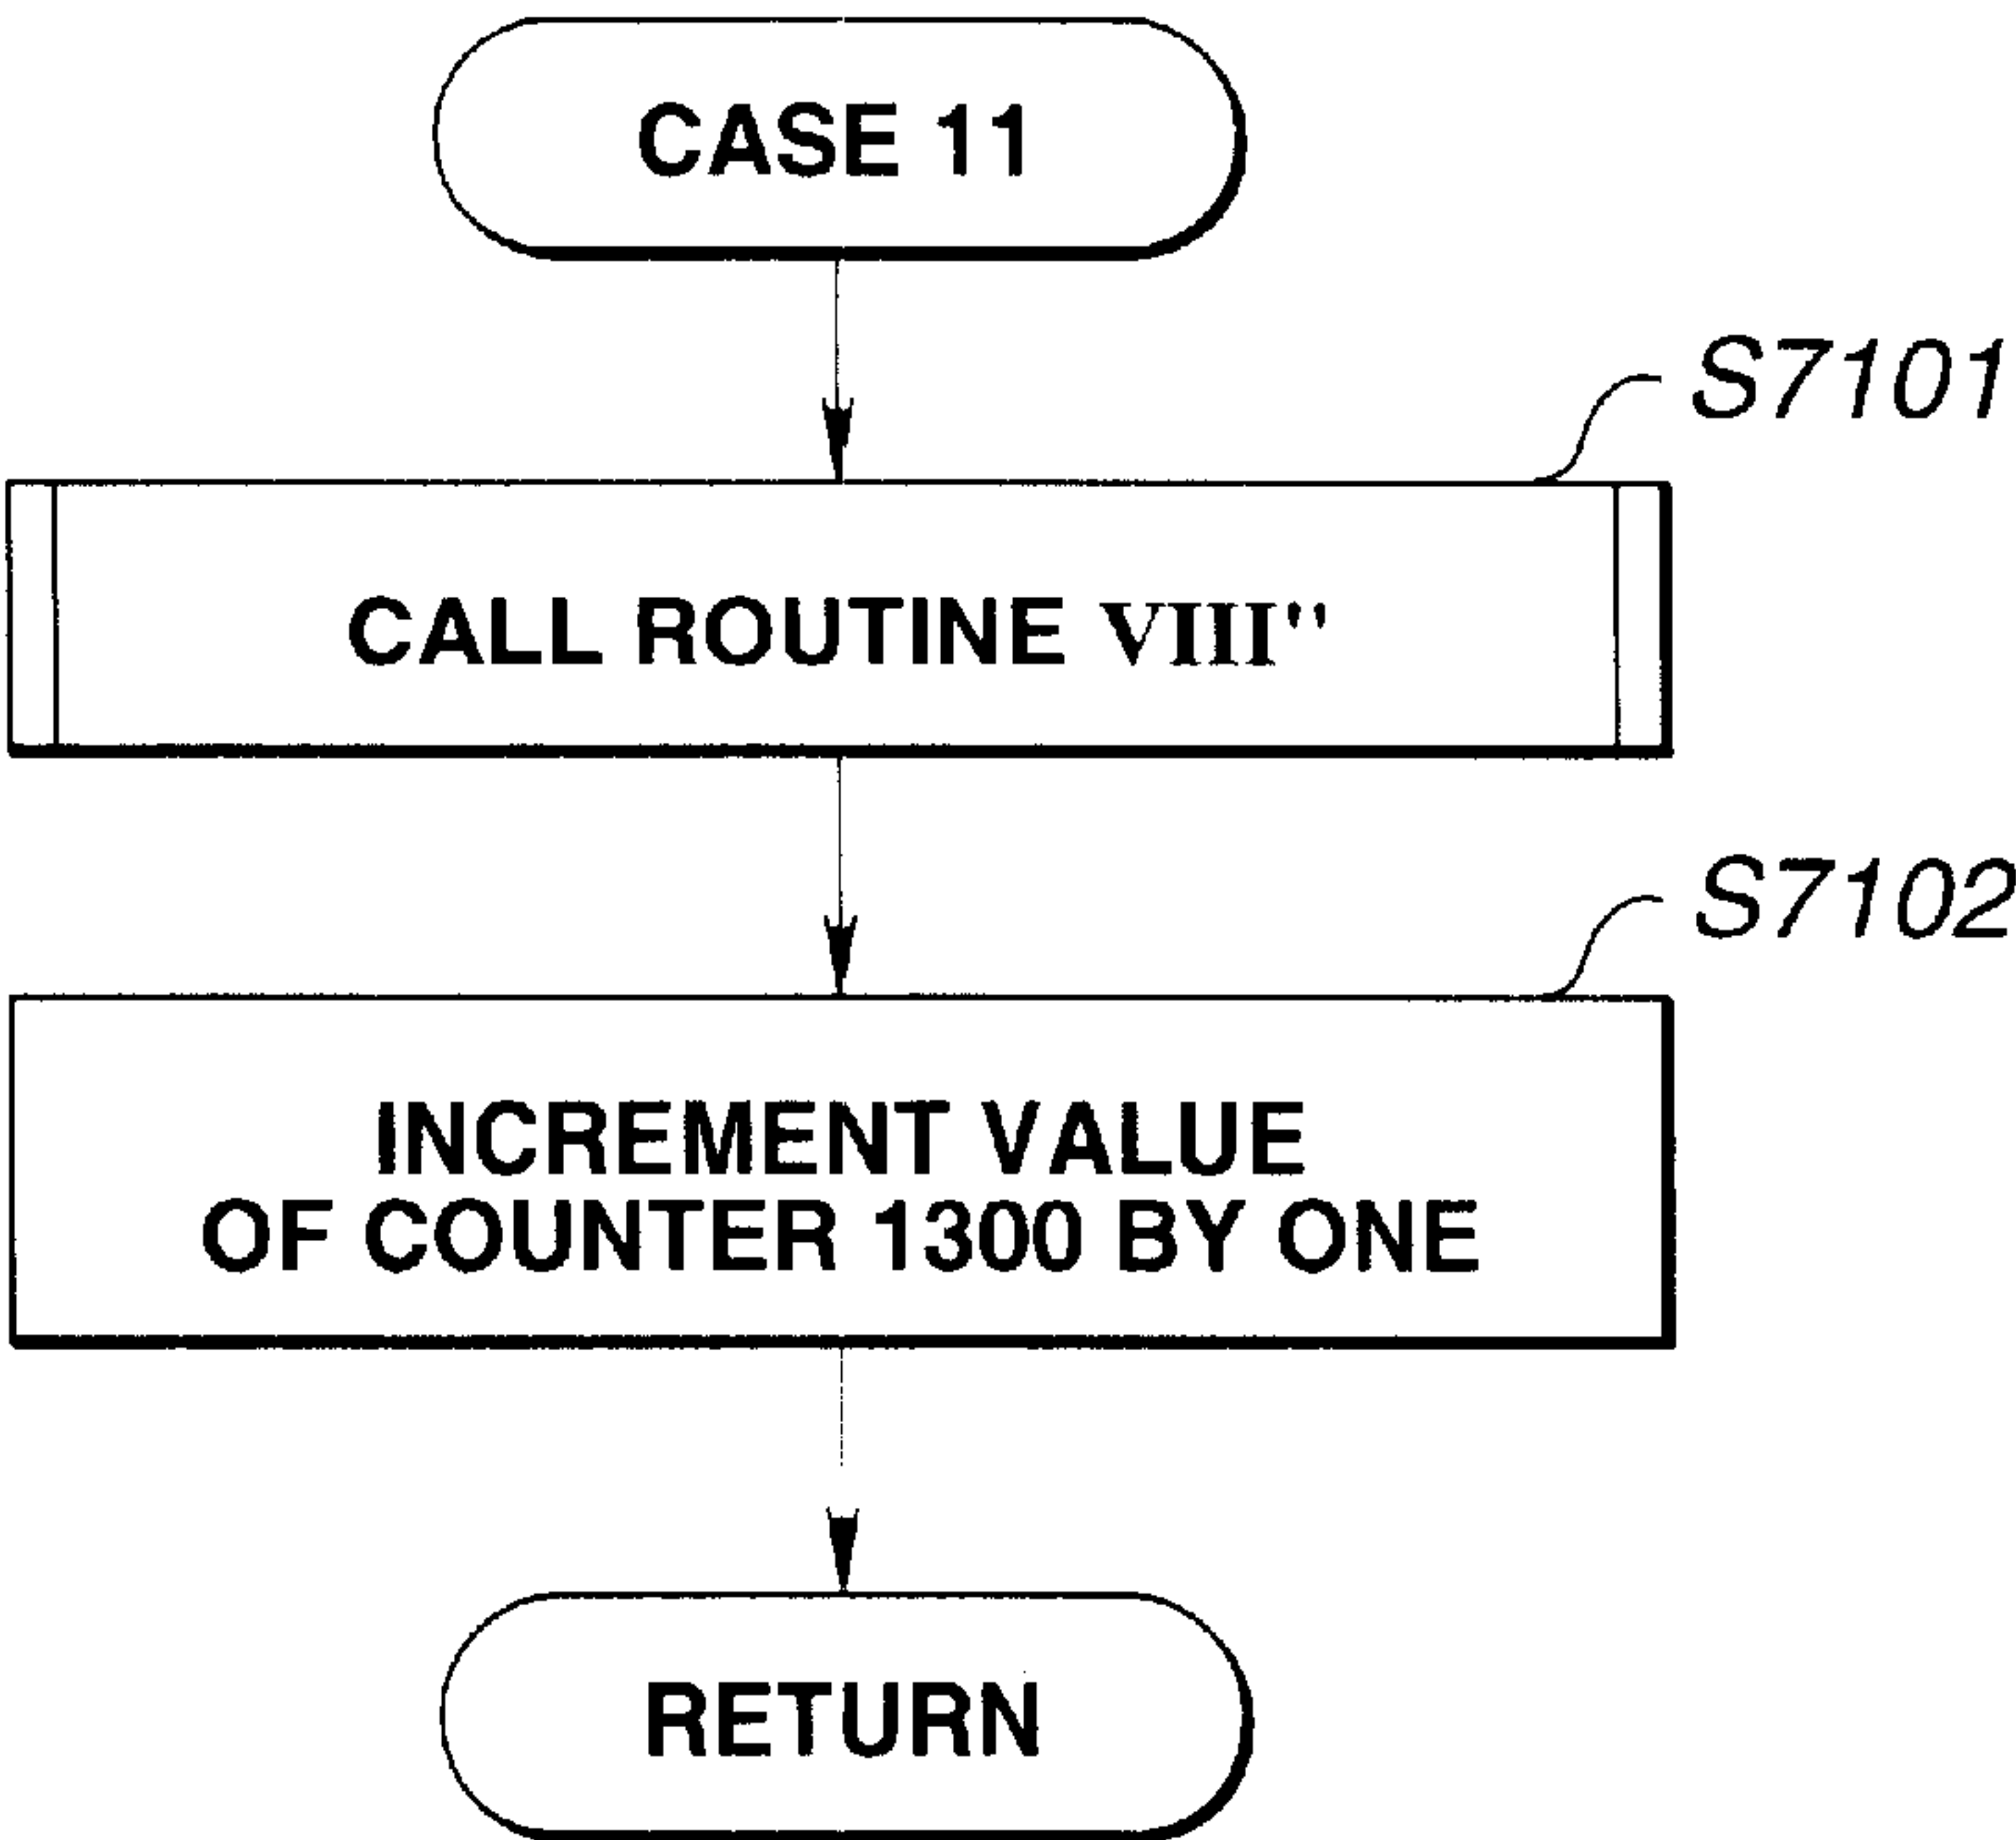 CASE 11
S7101
CALL ROUTINE VIII"
S7102
INCREMENT VALUE
OF COUNTER 1300 BY ONE
RETURN